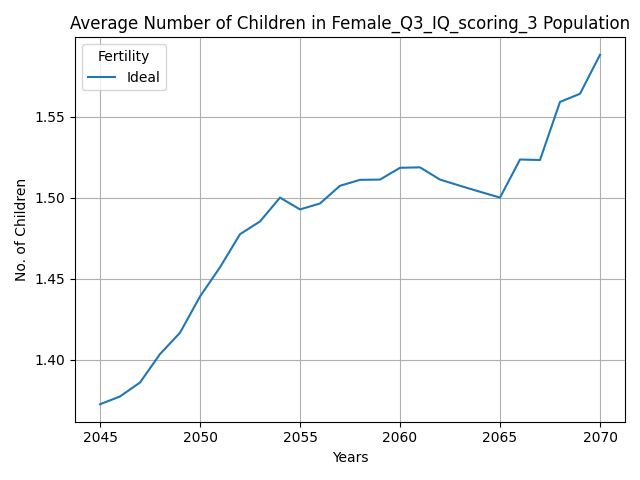 Average Number of Children in Female_Q3_IQ_scoring_3 Population
Fertility
Ideal
No. of Children
1.55
1.50
1.45
1.40
2045 2050 2055 2060 2065 2070
Years